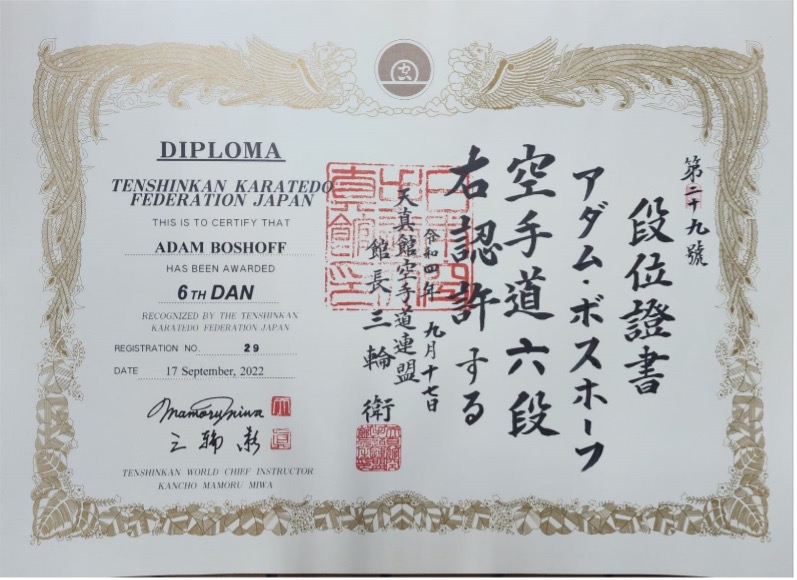 DIPLOMA
TENSHINKAN KARATEDO
FEDERATION JAPAN
THIS IS TO CERTIFY THAT
ADAM BOSHOFF
HAS BEEN AWARDED
6TH DAN
RECOGNIZED BY THE TENSHINKAN
KARATEDO FEDERATION JAPAN
REGISTRATION NO. 29
DATE 17 September, 2022
Mamoru Miwa
三輪衛
TENSHINKAN WORLD CHIEF INSTRUCTOR
KANCHO MAMORU MIWA
第二十九號
段位證書
アダム・ボスホーフ
空手道六段
右認許する
令和四年九月十七日
天真館空手道連盟
館長三輪衛